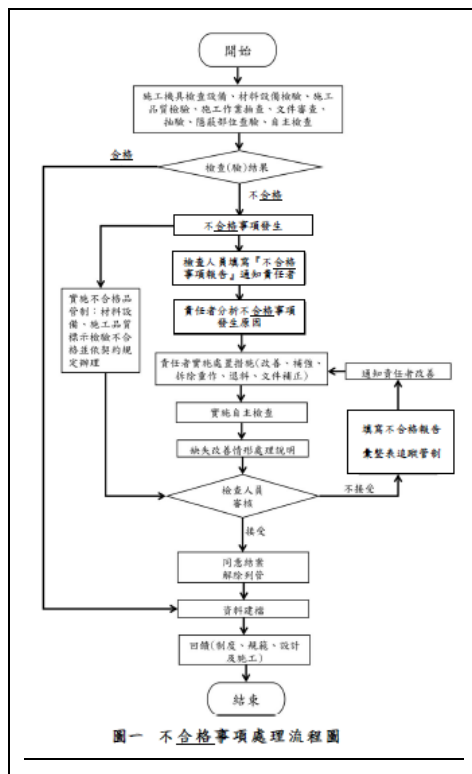 開始
施工機具檢查設備、材料設備檢驗、施工
品質檢驗、施工作業抽查、文件審查、
抽驗、隱蔽部位查驗、自主檢查
合格
檢查(驗)結果
不合格
不合格事項發生
檢查人員填寫『不合格
事項報告』通知責任者
責任者分析不合格事項
發生原因
實施不合格品
管制：材料設
備、施工品質
標示檢驗不合
格並依契約規
定辦理
責任者實施處置措施(改善、補強、
拆除重作、退料、文件補正)
通知責任者改善
實施自主檢查
填寫不合格報告
彙整表追蹤管制
缺失改善情形處理說明
檢查人員
審核
不接受
接受
同意結案
解除列管
資料建檔
回饋(制度、規範、設計
及施工)
結束
圖一 不合格事項處理流程圖